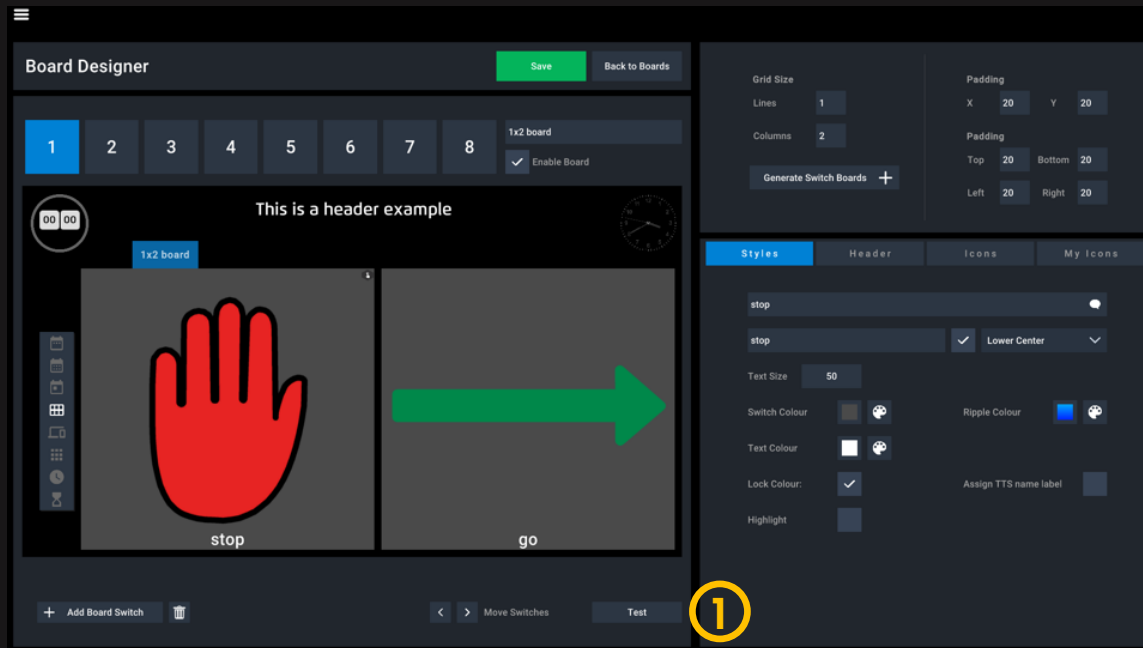 Board Designer
Save
Back to Boards
1
2
3
4
5
6
7
8
1x2 board
Enable Board
00 00
This is a header example
1x2 board
stop
go
Add Board Switch
Move Switches
Test
1
Grid Size
Lines 1
Columns 2
Generate Switch Boards
Padding
X 20 Y 20
Padding
Top 20 Bottom 20
Left 20 Right 20
Styles
Header
Icons
My Icons
stop
stop
Lower Center
Text Size 50
Switch Colour
Ripple Colour
Text Colour
Lock Colour:
Assign TTS name label
Highlight